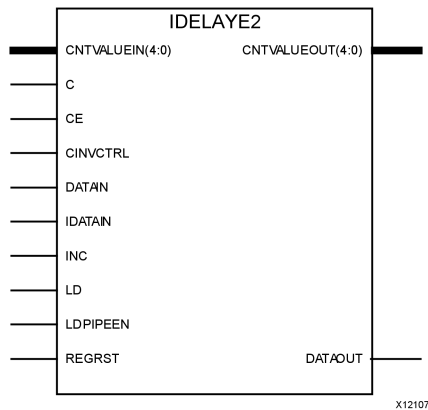 IDELAYE2
CNTVALUEIN(4:0) CNTVALUEOUT(4:0)
C
CE
CINVCTRL
DATAIN
IDATAIN
INC
LD
LDPIPEEN
REGRST DATAOUT
X12107